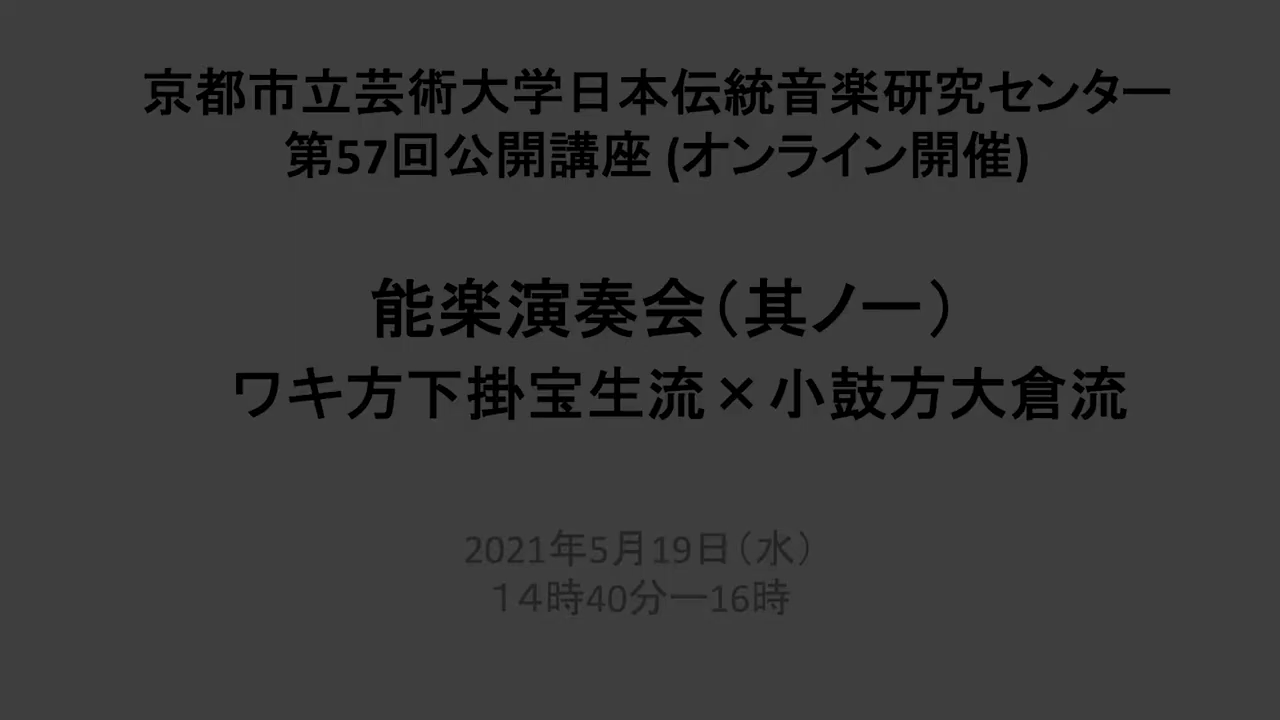 京都市立芸術大学日本伝統音楽研究センター
第57回公開講座 (オンライン開催)
能楽演奏会（其ノ一）
ワキ方下掛宝生流×小鼓方大倉流
2021年5月19日（水）
１４時40分ー16時